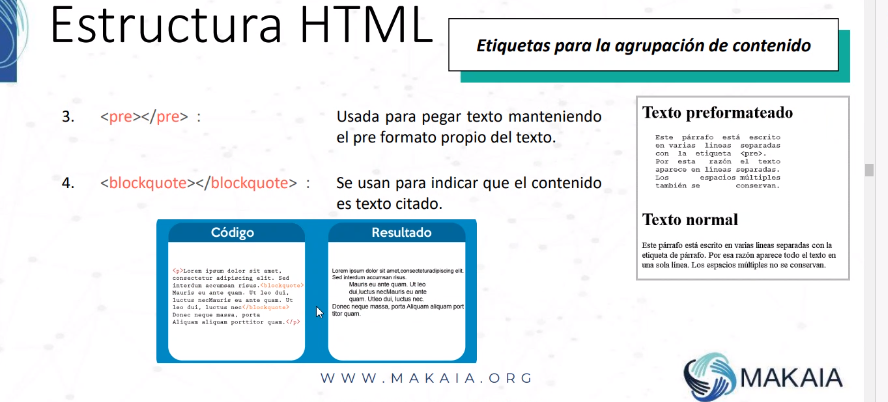 Estructura HTML
Etiquetas para la agrupación de contenido
3. <pre></pre> : Usada para pegar texto manteniendo
el pre formato propio del texto.
4. <blockquote></blockquote> : Se usan para indicar que el contenido
es texto citado.
Código
<p>Lorem ipsum dolor sit amet,
consectetur adipiscing elit. Sed
interdum accumsan risus.<blockquote>
Mauris eu ante quam. Ut leo dui,
luctus necMauris eu ante quam. Ut
leo dui, luctus nec</blockquote>
Donec neque massa, porta
Aliquam aliquam porttitor quam.</p>
Resultado
Lorem ipsum dolor sit amet,consecteturadipiscing elit.
Sed interdum accumsan risus.
Mauris eu ante quam. Ut leo
dui,luctus necMauris eu ante
quam. Utleo dui, luctus nec.
Donec neque massa, porta Aliquam aliquam port
titor quam.
Texto preformateado
Este párrafo está escrito
en varias líneas separadas
con la etiqueta <pre>.
Por esta razón el texto
aparece en líneas separadas.
Los espacios múltiples
también se conservan.
Texto normal
Este párrafo está escrito en varias líneas separadas con la
etiqueta de párrafo. Por esa razón aparece todo el texto en
una sola línea. Los espacios múltiples no se conservan.
WWW.MAKAIA.ORG
MAKAIA